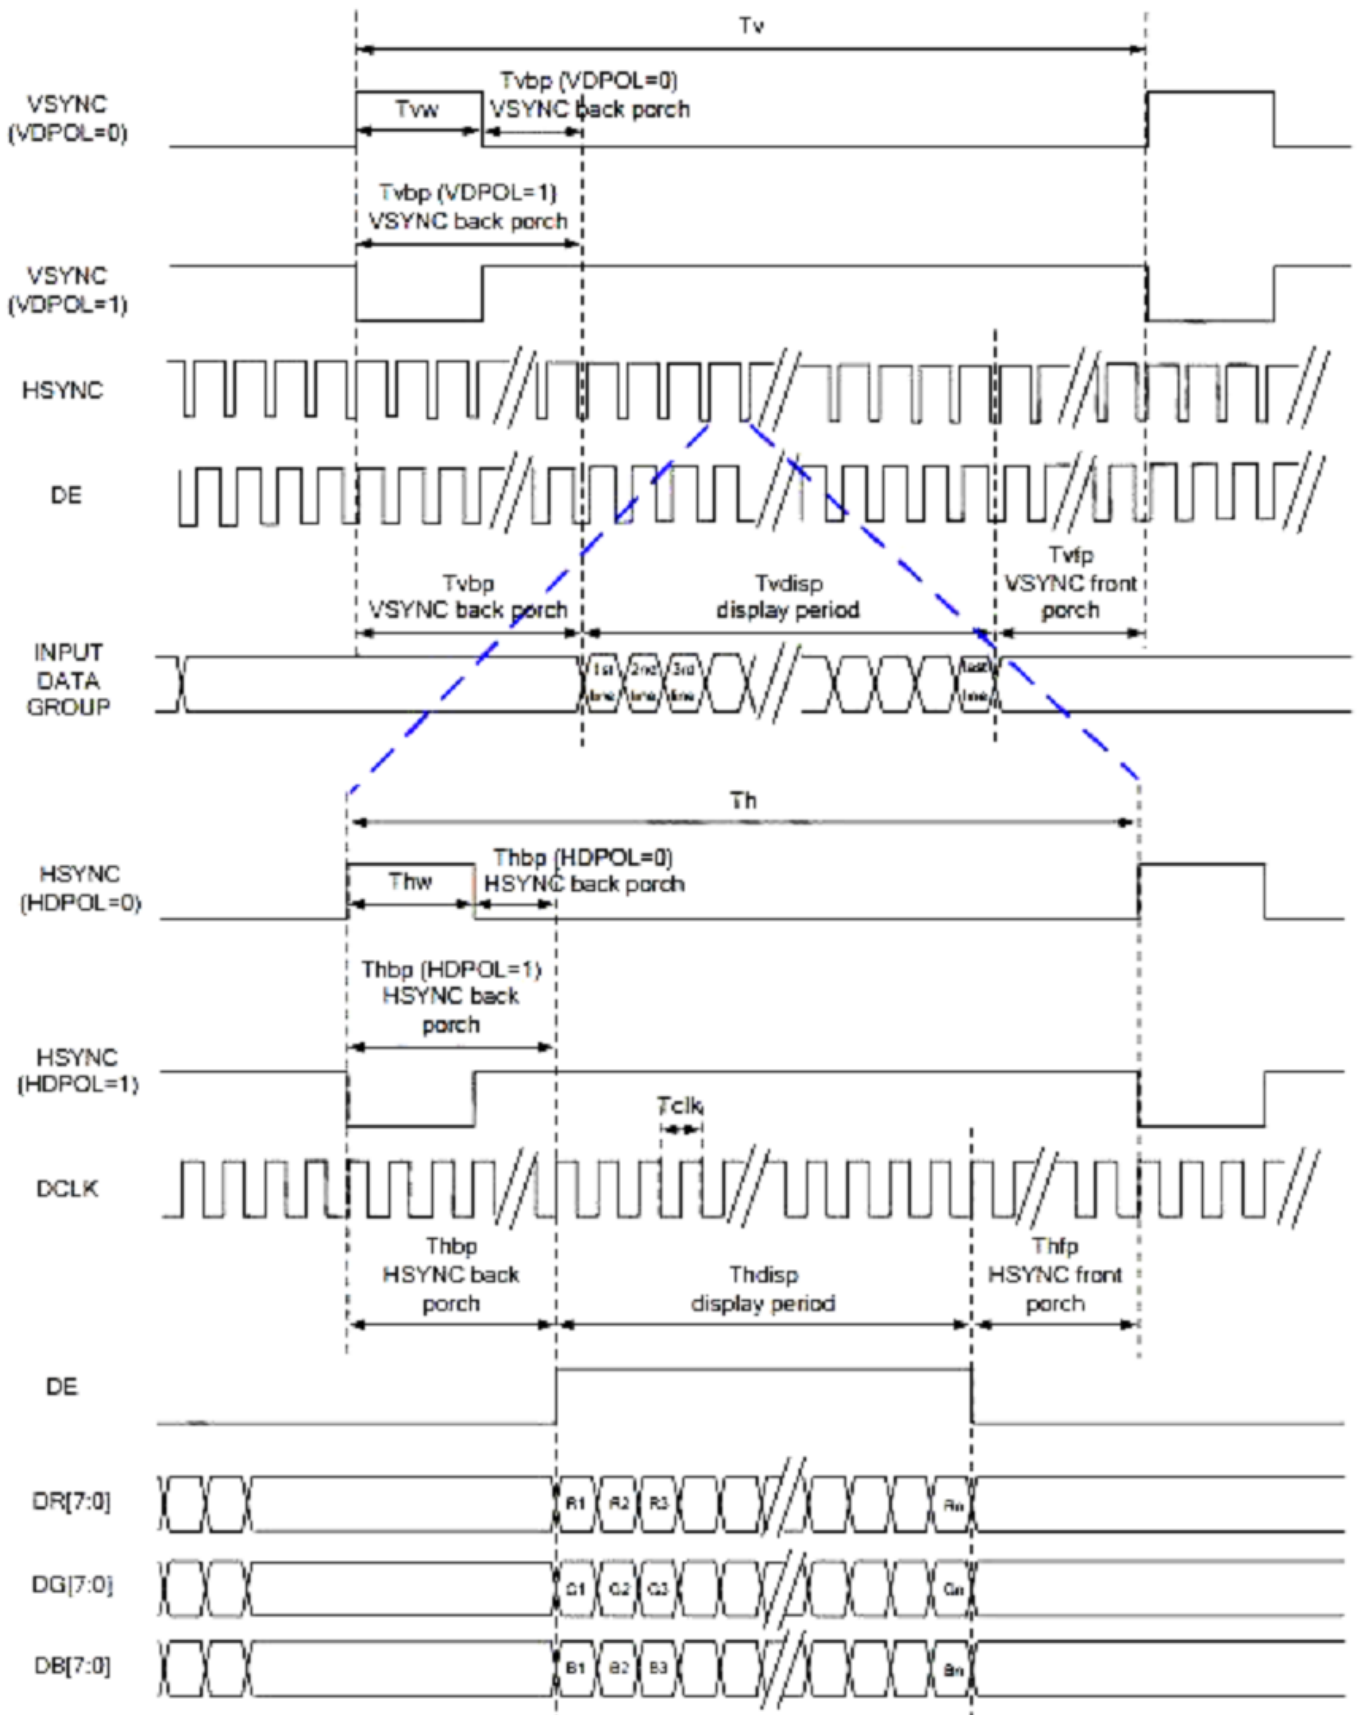 Tv
Tvbp (VDPOL=0)
VSYNC back porch
VSYNC
(VDPOL=0)
Tvw
Tvbp (VDPOL=1)
VSYNC back porch
VSYNC
(VDPOL=1)
HSYNC
DE
Tvbp
VSYNC back porch
Tvdisp
display period
Tvfp
VSYNC front
porch
INPUT
DATA
GROUP
1st
line
2nd
line
3rd
line
last
line
Th
HSYNC
(HDPOL=0)
Thw
Thbp (HDPOL=0)
HSYNC back porch
Thbp (HDPOL=1)
HSYNC back
porch
HSYNC
(HDPOL=1)
Tclk
DCLK
Thbp
HSYNC back
porch
Thdisp
display period
Thfp
HSYNC front
porch
DE
DR[7:0]
R1 R2 R3 Rn
DG[7:0]
G1 G2 G3 Gn
DB[7:0]
B1 B2 B3 Bn